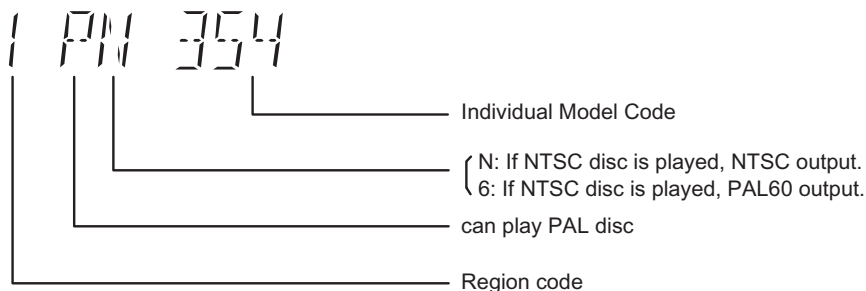 1 PN 354
Individual Model Code
N: If NTSC disc is played, NTSC output.
6: If NTSC disc is played, PAL60 output.
can play PAL disc
Region code